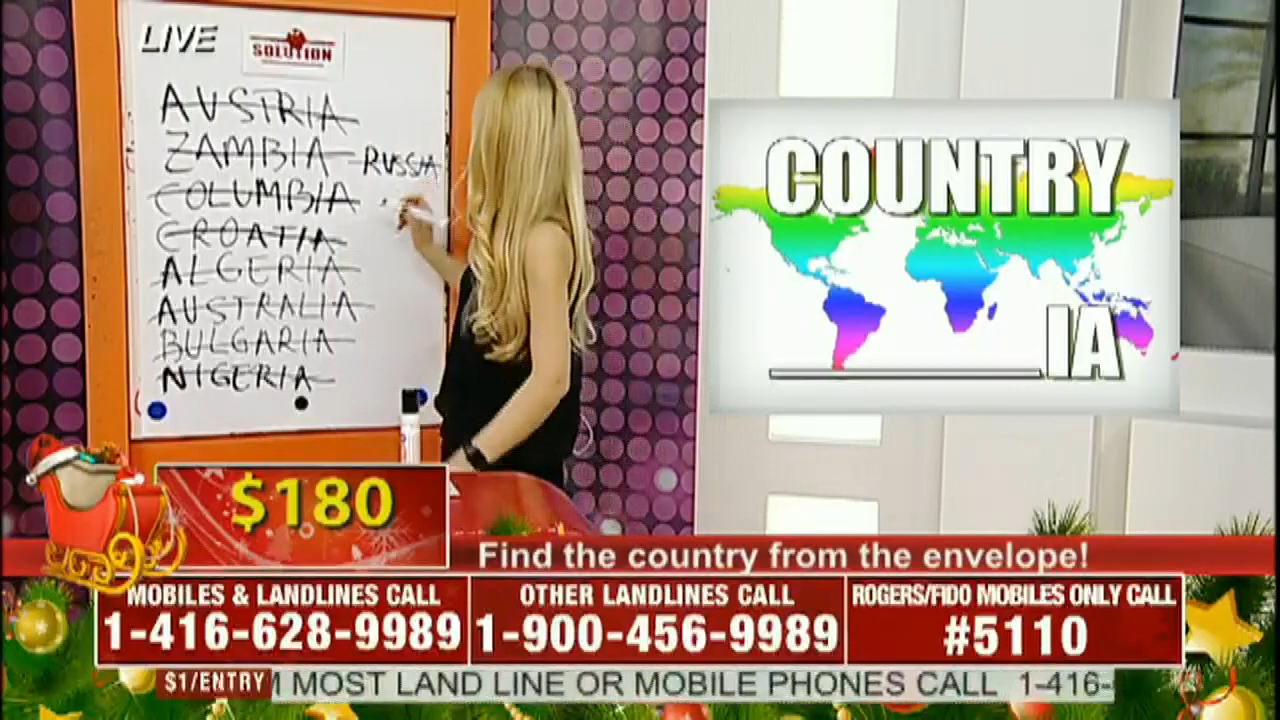 LIVE
SOLUTION
AUSTRIA
ZAMBIA
RUSSIA
COLUMBIA
CROATIA
ALGERIA
AUSTRALIA
BULGARIA
NIGERIA
COUNTRY
IA
$180
Find the country from the envelope!
MOBILES & LANDLINES CALL
1-416-628-9989
OTHER LANDLINES CALL
1-900-456-9989
ROGERS/FIDO MOBILES ONLY CALL
#5110
$1/ENTRY
MOST LAND LINE OR MOBILE PHONES CALL 1-416-